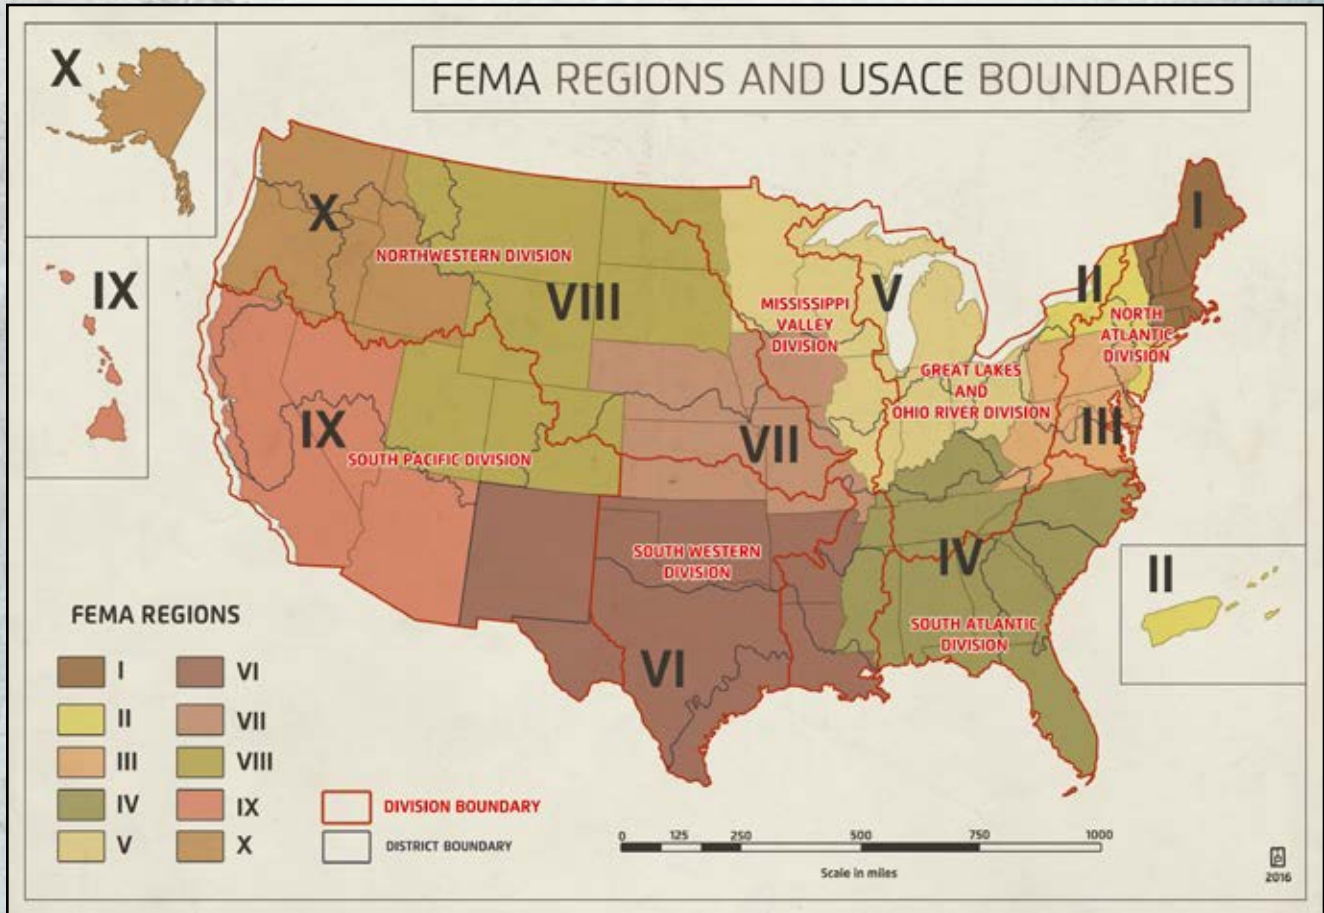 FEMA REGIONS AND USACE BOUNDARIES
X
IX
X
NORTHWESTERN DIVISION
VIII
MISSISSIPPI
VALLEY
DIVISION
V
I
II
NORTH
ATLANTIC
DIVISION
GREAT LAKES
AND
OHIO RIVER DIVISION
III
IX
SOUTH PACIFIC DIVISION
VII
SOUTH WESTERN
DIVISION
IV
SOUTH ATLANTIC
DIVISION
VI
II
FEMA REGIONS
I
II
III
IV
V
VI
VII
VIII
IX
X
DIVISION BOUNDARY
DISTRICT BOUNDARY
0 125 250 500 750 1000
Scale in miles
2016